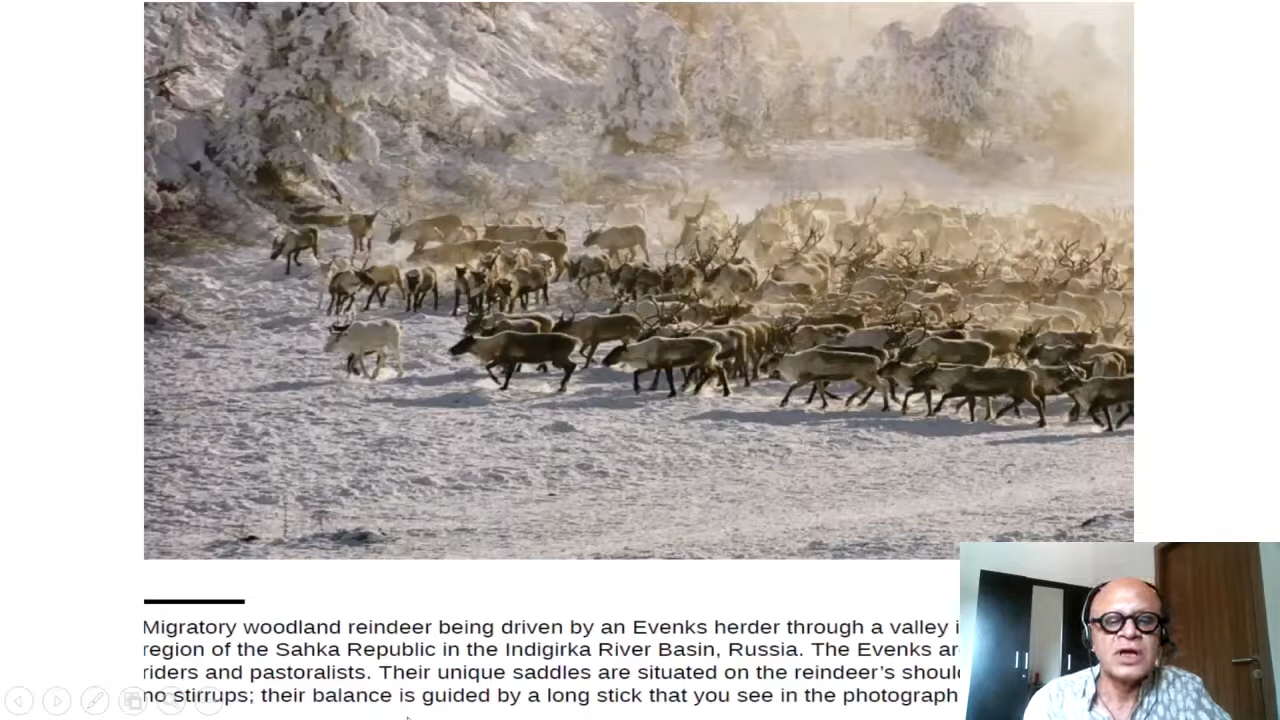 Migratory woodland reindeer being driven by an Evenks herder through a valley
region of the Sahka Republic in the Indigirka River Basin, Russia. The Evenks
riders and pastoralists. Their unique saddles are situated on the reindeer’s
no stirrups; their balance is guided by a long stick that you see in the photograph